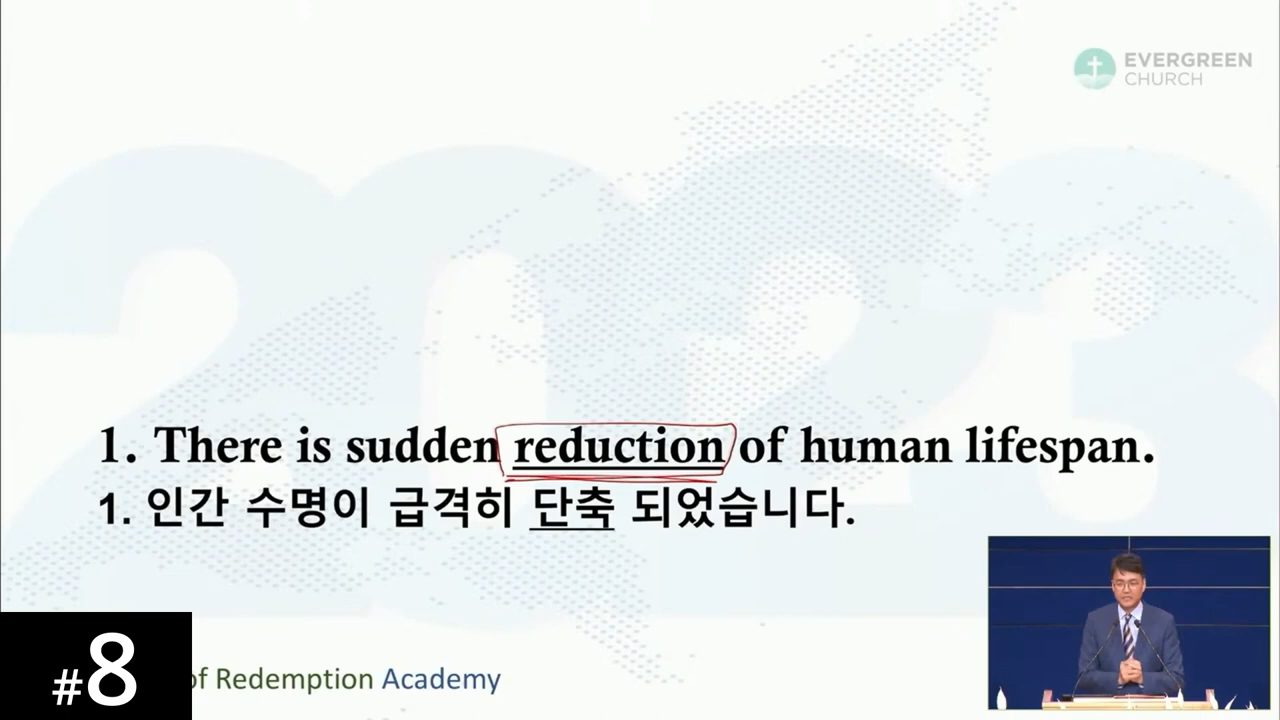 EVERGREEN
CHURCH
2023
1. There is sudden reduction of human lifespan.
1. 인간 수명이 급격히 단축 되었습니다.
#8
of Redemption Academy